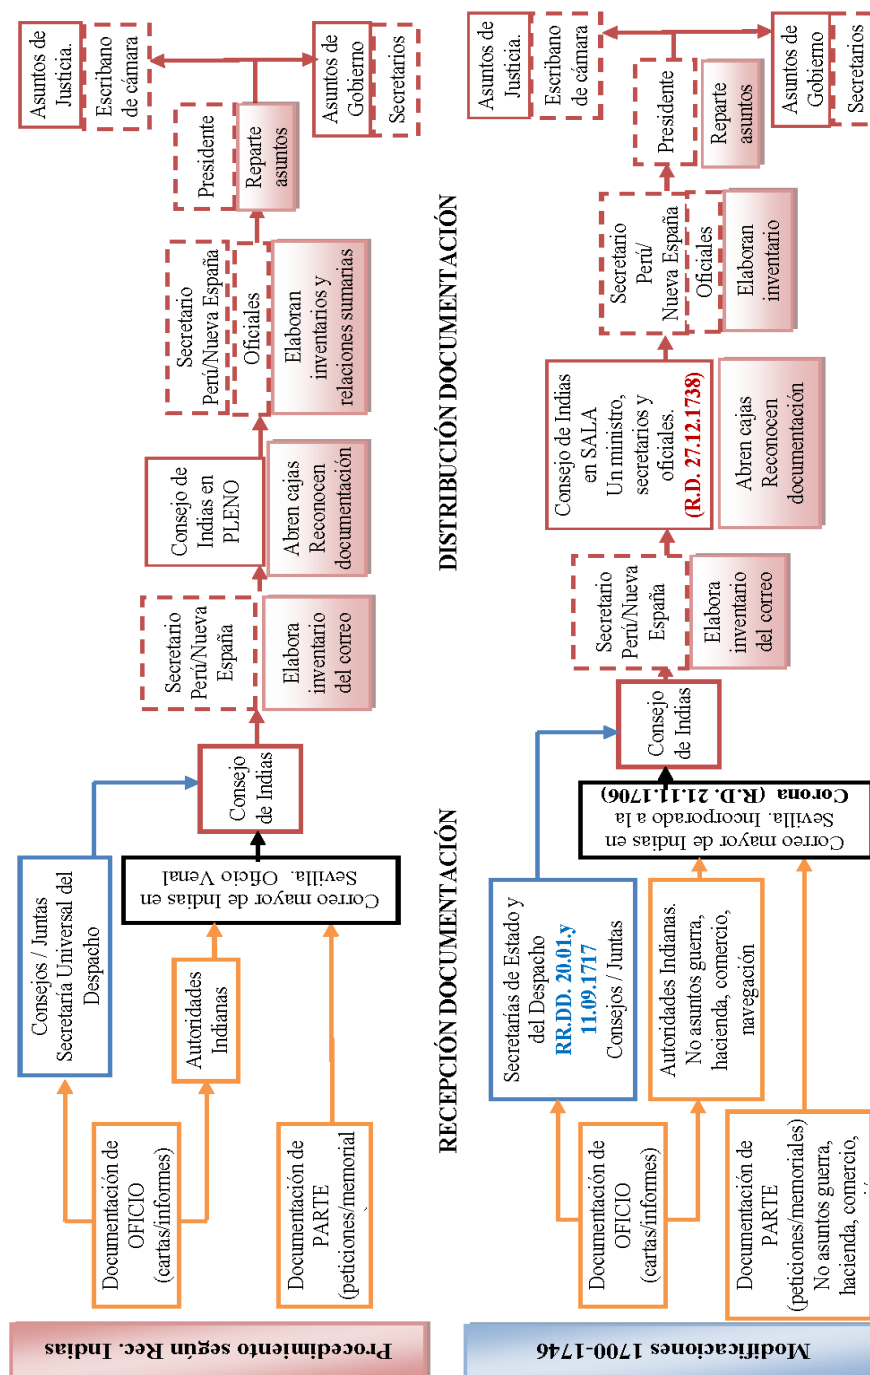 Procedimiento según Rec. Indias
Documentación de
OFICIO
(cartas/informes)
Documentación de
PARTE
(peticiones/memorial
Consejos / Juntas
Secretaría Universal del
Despacho
Autoridades
Indianas
Correo mayor de Indias en
Sevilla. Oficio Venal
Consejo
de Indias
Secretario
Perú/Nueva
España
Elabora
inventario
del correo
Consejo de
Indias en
PLENO
Abren cajas
Reconocen
documentación
Secretario
Perú/Nueva España
Oficiales
Elaboran
inventarios y
relaciones sumarias
Presidente
Reparte
asuntos
Asuntos de
Justicia.
Escribano
de cámara
Asuntos de
Gobierno
Secretarios
RECEPCIÓN DOCUMENTACIÓN
DISTRIBUCIÓN DOCUMENTACIÓN
Modificaciones 1700-1746
Documentación de
OFICIO
(cartas/informes)
Documentación de
PARTE
(peticiones/memoriales)
No asuntos guerra,
hacienda, comercio,
Secretarías de Estado y
del Despacho
RR.DD. 20.01.y
11.09.1717
Consejos / Juntas
Autoridades Indianas.
No asuntos guerra,
hacienda, comercio,
navegación
Correo mayor de Indias en
Sevilla. Incorporado a la
Corona (R.D. 21.11.1706)
Consejo
de Indias
Secretario
Perú/Nueva
España
Elabora
inventario
del correo
Consejo de Indias
en SALA
Un ministro,
secretarios y
oficiales.
(R.D. 27.12.1738)
Abren cajas
Reconocen
documentación
Secretario
Perú/
Nueva España
Oficiales
Elaboran
inventario
Presidente
Reparte
asuntos
Asuntos de
Justicia.
Escribano
de cámara
Asuntos de
Gobierno
Secretarios